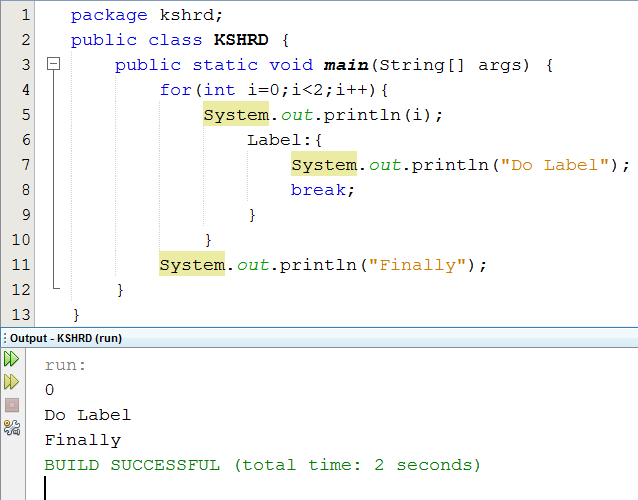 1 package kshrd;
2 public class KSHRD {
3 public static void main(String[] args) {
4 for(int i=0;i<2;i++){
5 System.out.println(i);
6 Label:{
7 System.out.println("Do Label");
8 break;
9 }
10 }
11 System.out.println("Finally");
12 }
13 }
Output - KSHRD (run)
run:
0
Do Label
Finally
BUILD SUCCESSFUL (total time: 2 seconds)